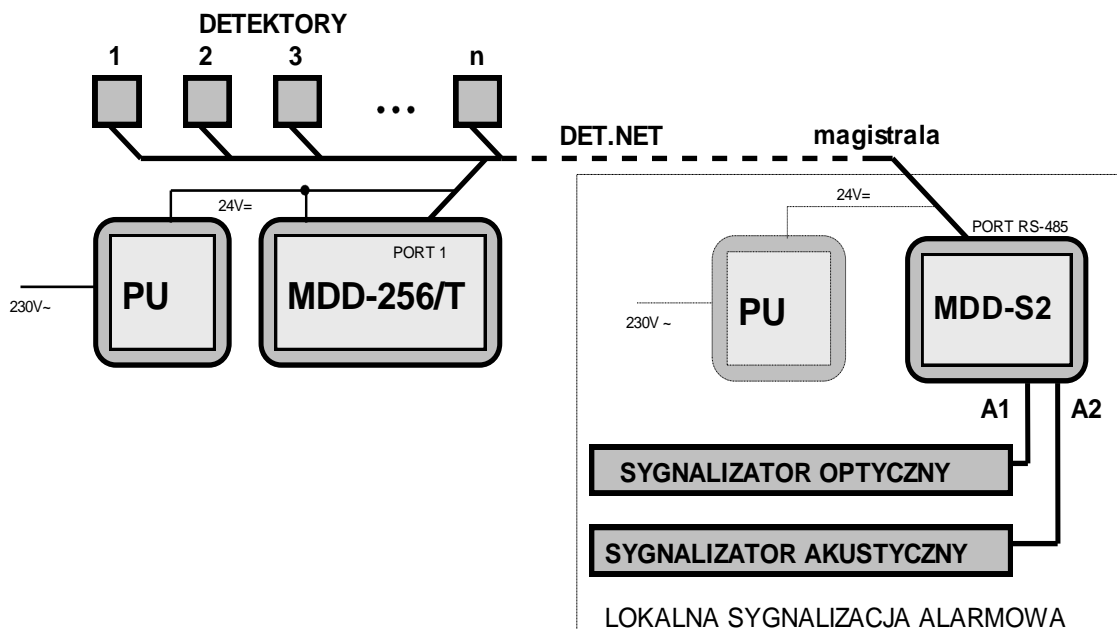 DETEKTORY
1 2 3 n
...
DET.NET magistrala
24V=
PORT 1
PU
MDD-256/T
230V~
24V=
PORT RS-485
PU
MDD-S2
230V ~
A1 A2
SYGNALIZATOR OPTYCZNY
SYGNALIZATOR AKUSTYCZNY
LOKALNA SYGNALIZACJA ALARMOWA